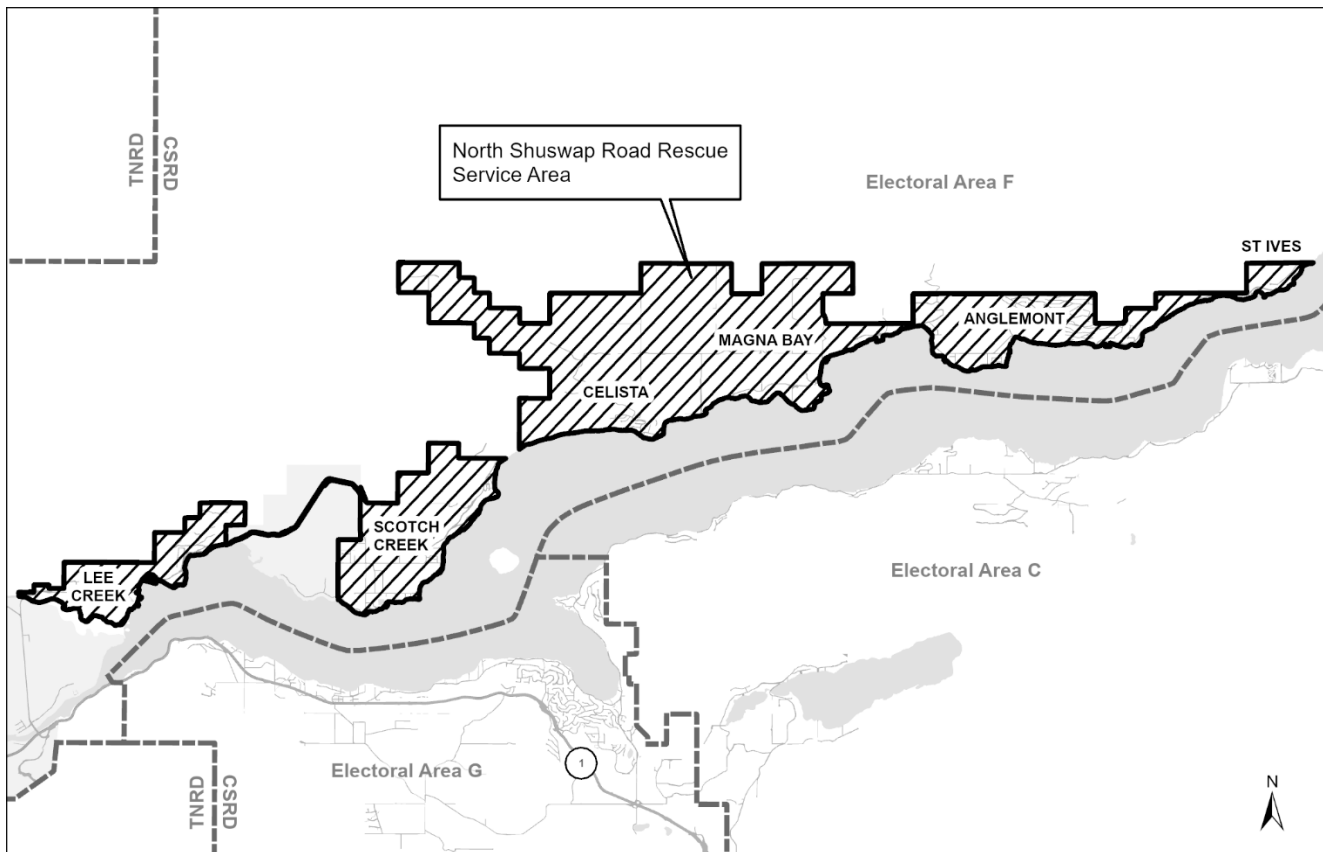 TNRD
CSRD
North Shuswap Road Rescue
Service Area
Electoral Area F
ST IVES
ANGLEMONT
MAGNA BAY
CELISTA
SCOTCH
CREEK
LEE
CREEK
Electoral Area C
Electoral Area G
1
TNRD
CSRD
N